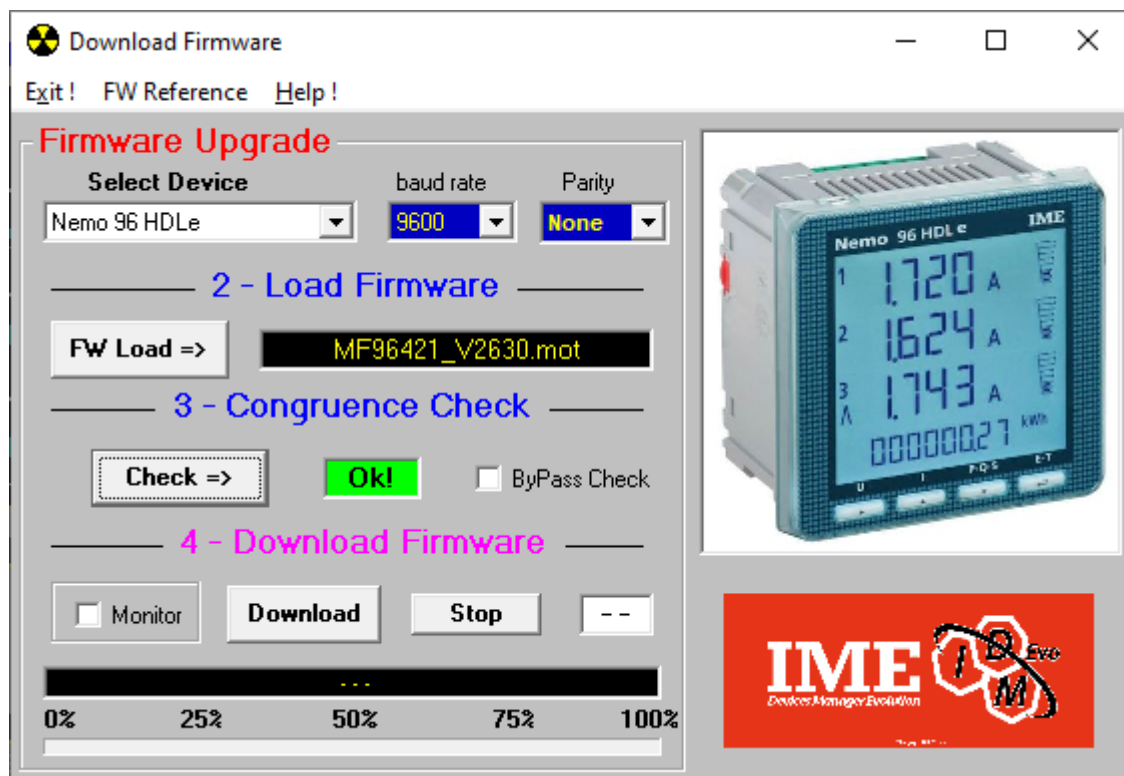 Download Firmware
Exit !   FW Reference   Help !
Firmware Upgrade
Select Device   baud rate   Parity
Nemo 96 HDLe   9600   None
2 - Load Firmware
FW Load =>   MF96421_V2630.mot
3 - Congruence Check
Check =>   Ok!   ByPass Check
4 - Download Firmware
Monitor   Download   Stop   - -
- - -
0%   25%   50%   75%   100%
Nemo 96 HDL e   IME
1   1.720 A
2   1.624 A
3   1.743 A
000000.27 kWh
U   I   P·Q·S   E·T
IME   IDM Evo
Devices Manager Evolution